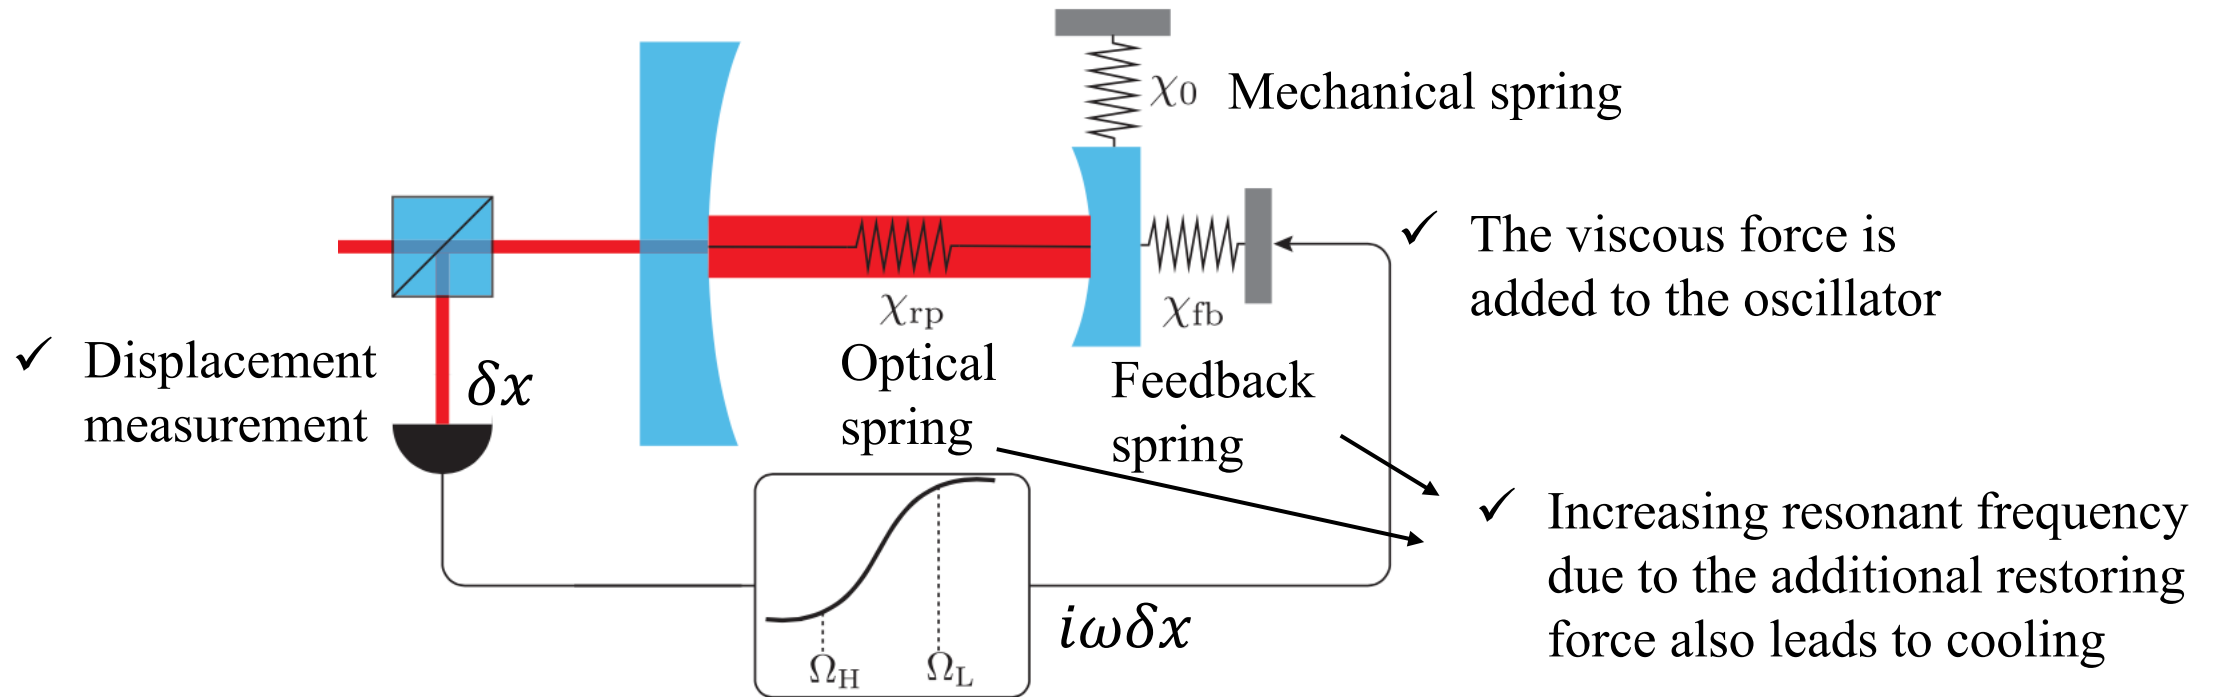 χ0 Mechanical spring
✓ The viscous force is
added to the oscillator
χrp
χfb
✓ Displacement
measurement
δx
Optical
spring
Feedback
spring
✓ Increasing resonant frequency
due to the additional restoring
force also leads to cooling
iωδx
ΩH ΩL